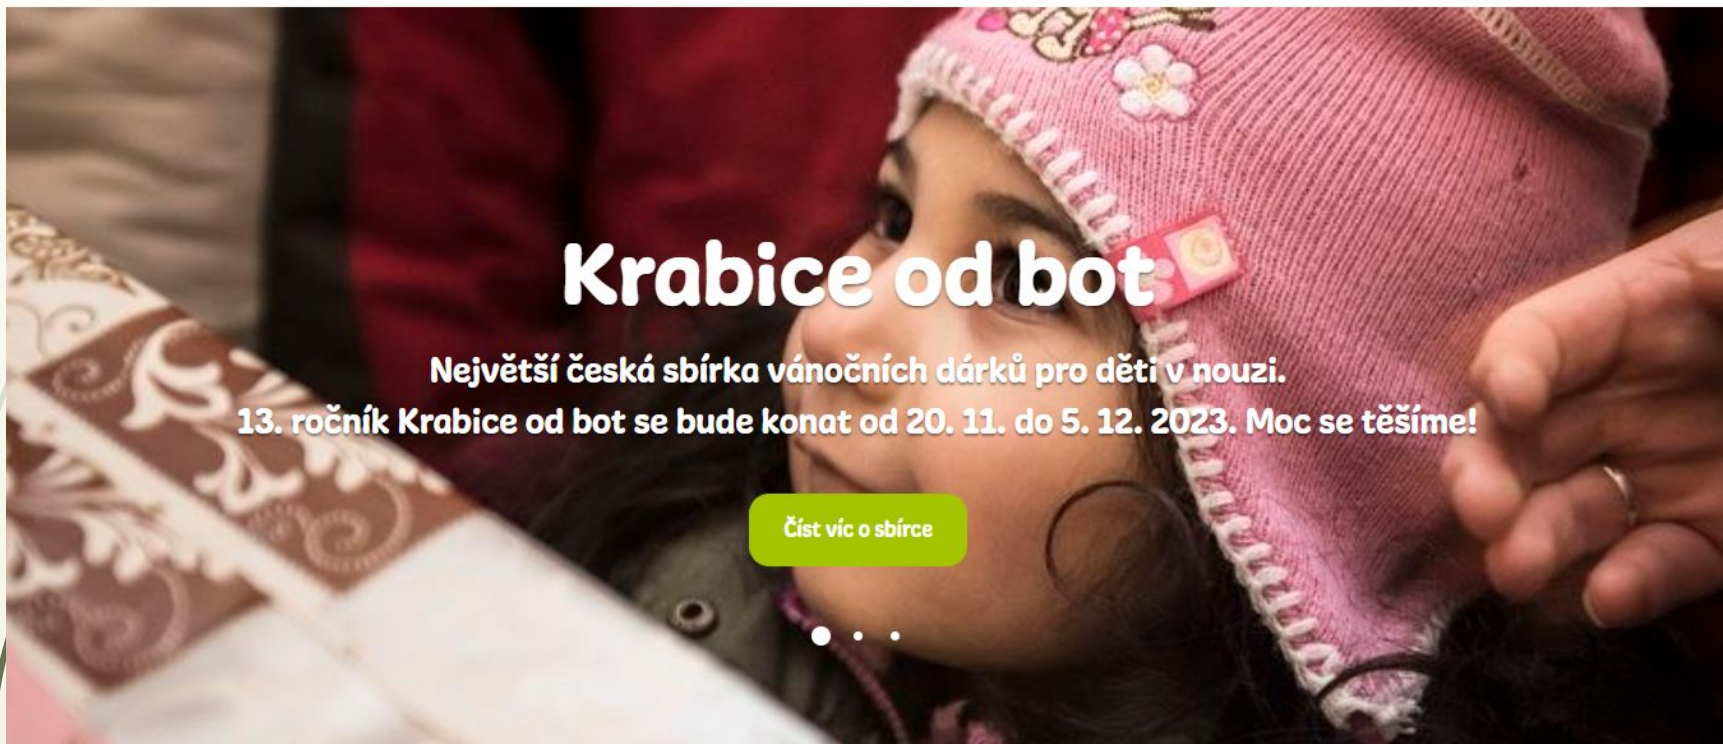 Krabice od bot
Největší česká sbírka vánočních dárků pro děti v nouzi.
13. ročník Krabice od bot se bude konat od 20. 11. do 5. 12. 2023. Moc se těšíme!
Číst víc o sbírce